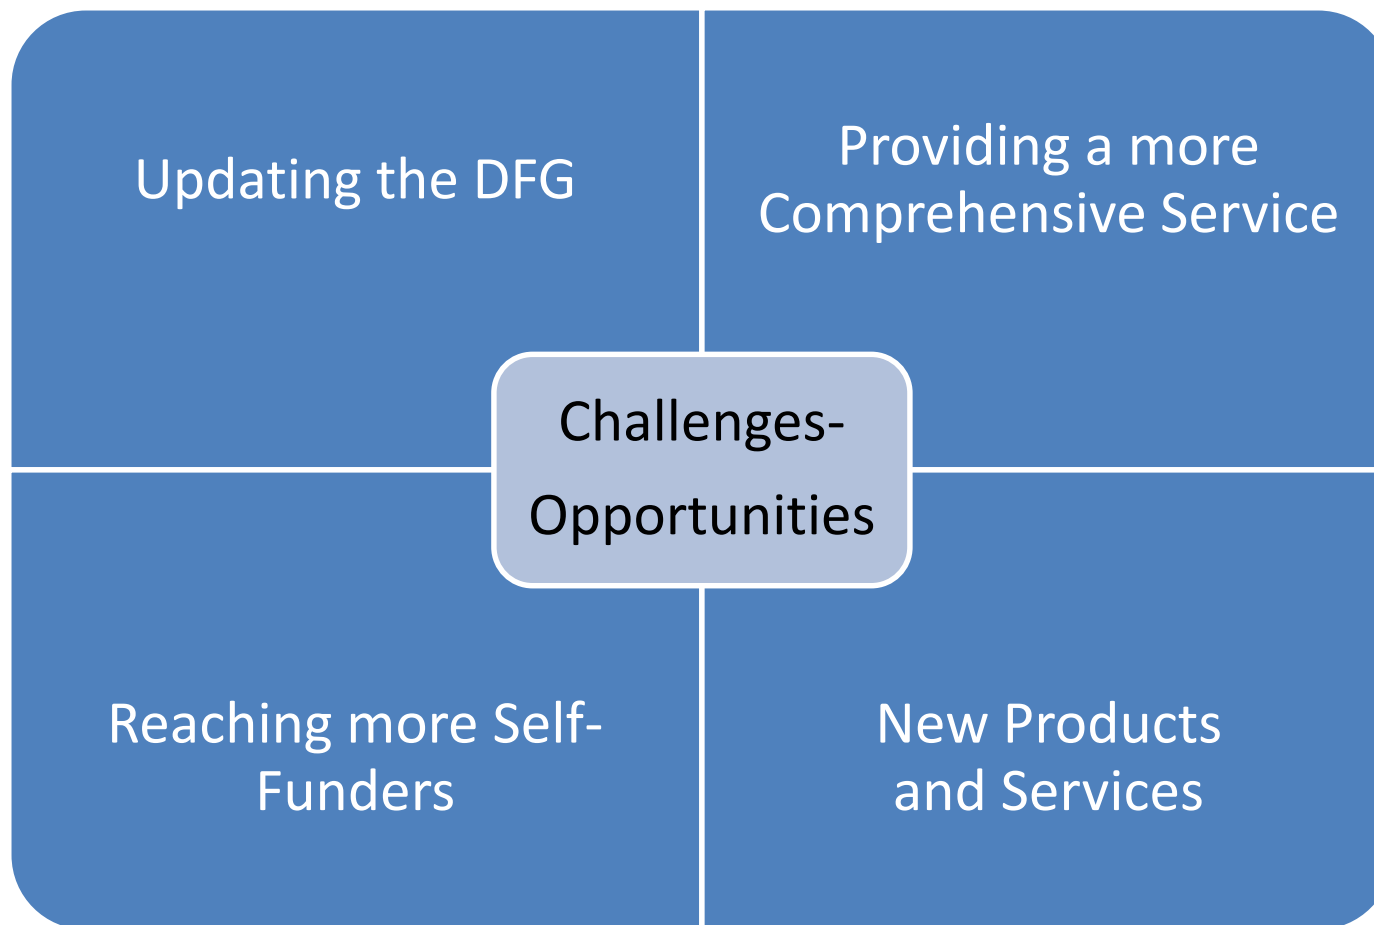 Updating the DFG
Providing a more
Comprehensive Service
Challenges-
Opportunities
Reaching more Self-
Funders
New Products
and Services